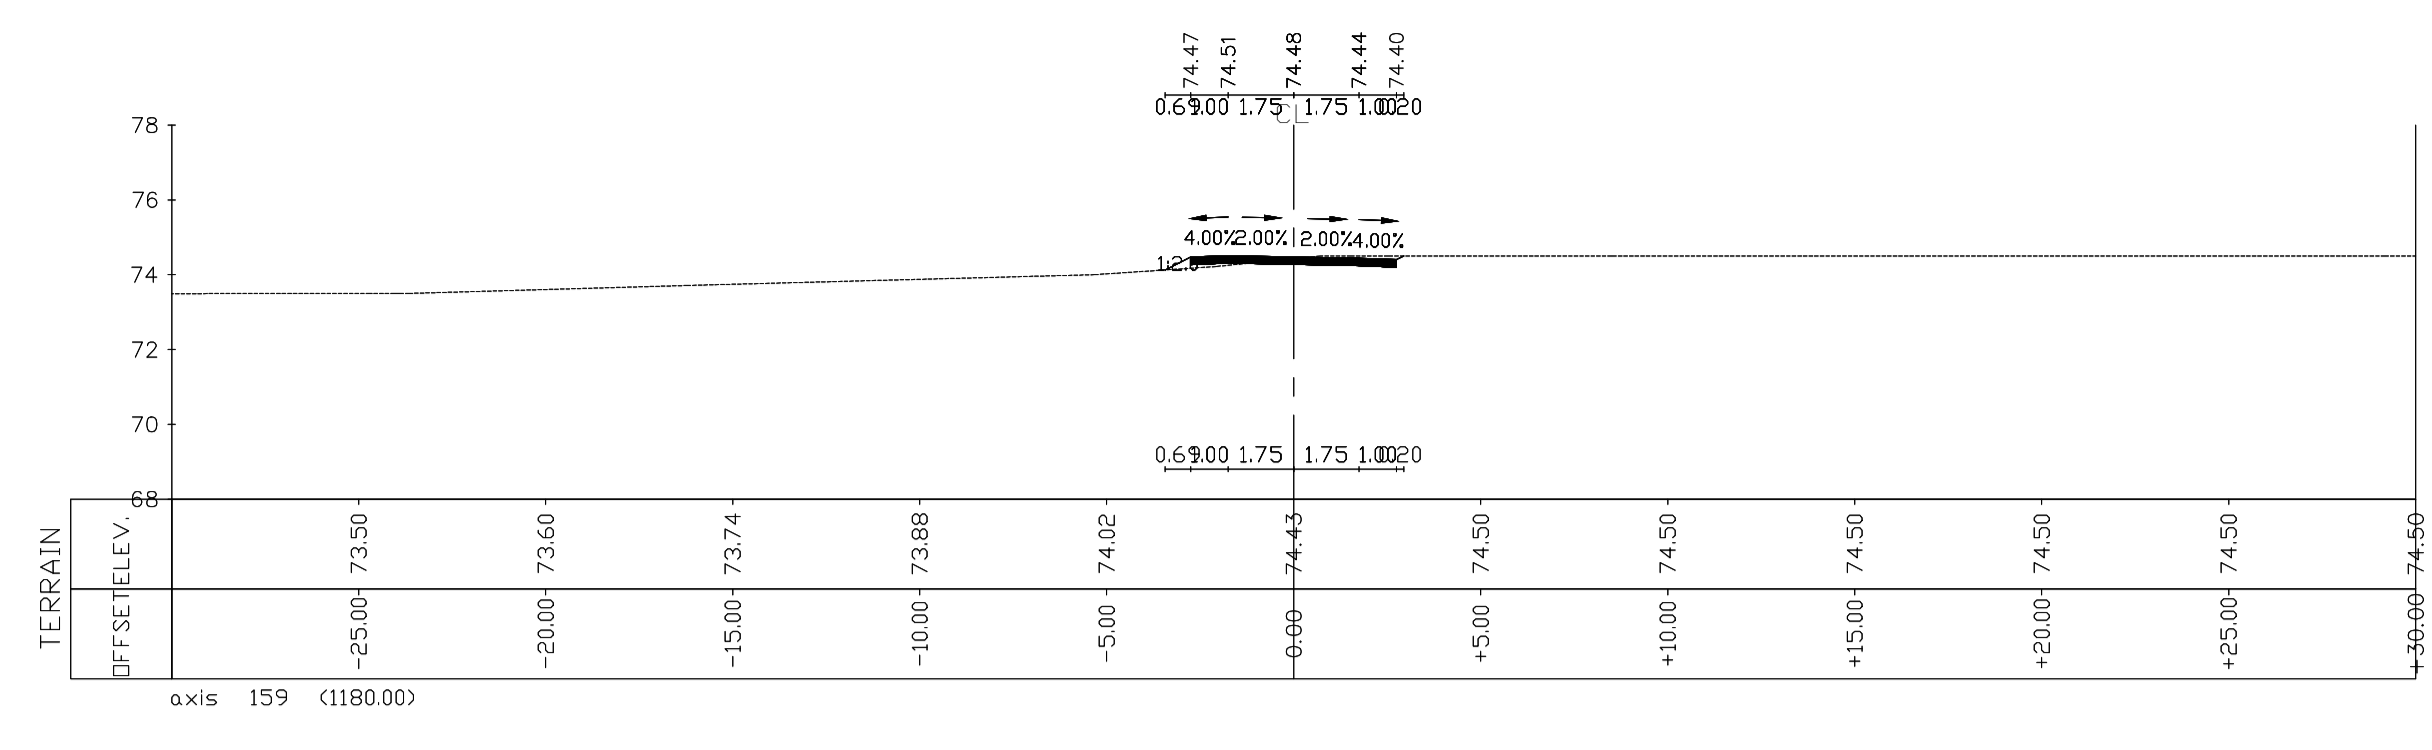 74.47 74.51 74.48 74.44 74.40
0.69 1.00 1.75 1.75 1.00 0.20
CL
78
76
4.00% 2.00% 2.00% 4.00%
74
72
70
0.69 1.00 1.75 1.75 1.00 0.20
68
TERRAIN
ELEV. 73.50 73.60 73.74 73.88 74.02 74.43 74.50 74.50 74.50 74.50 74.50 74.50
OFFSET -25.00 -20.00 -15.00 -10.00 -5.00 0.00 +5.00 +10.00 +15.00 +20.00 +25.00 +30.00
axis 159 (1180.00)